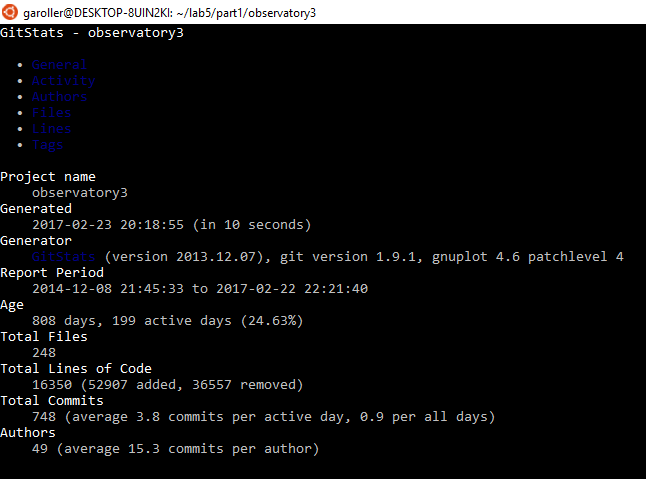 garoller@DESKTOP-8UIN2KI: ~/lab5/part1/observatory3
GitStats - observatory3
• General
• Activity
• Authors
• Files
• Lines
• Tags
Project name
observatory3
Generated
2017-02-23 20:18:55 (in 10 seconds)
Generator
GitStats (version 2013.12.07), git version 1.9.1, gnuplot 4.6 patchlevel 4
Report Period
2014-12-08 21:45:33 to 2017-02-22 22:21:40
Age
808 days, 199 active days (24.63%)
Total Files
248
Total Lines of Code
16350 (52907 added, 36557 removed)
Total Commits
748 (average 3.8 commits per active day, 0.9 per all days)
Authors
49 (average 15.3 commits per author)